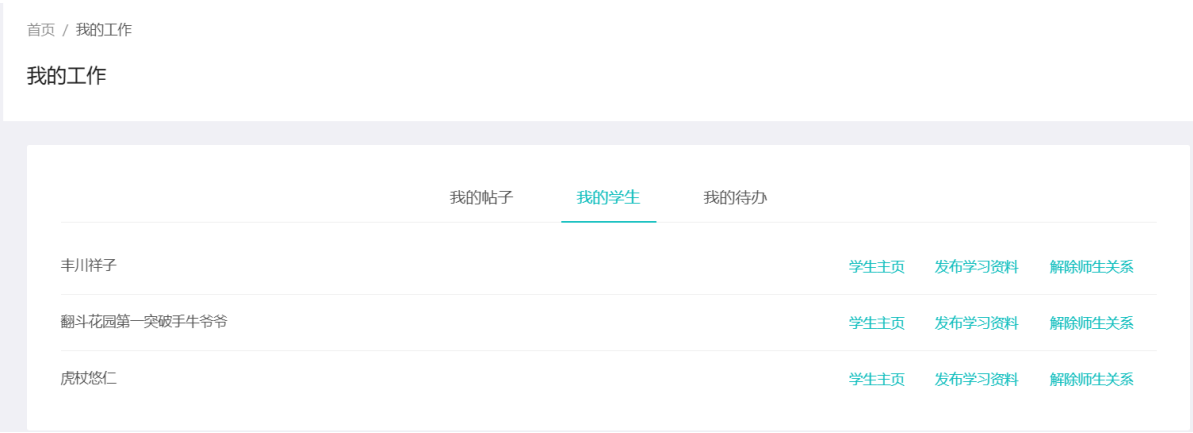 首页 / 我的工作
我的工作
我的帖子 我的学生 我的待办
丰川祥子 学生主页 发布学习资料 解除师生关系
翻斗花园第一突破手牛爷爷 学生主页 发布学习资料 解除师生关系
虎杖悠仁 学生主页 发布学习资料 解除师生关系